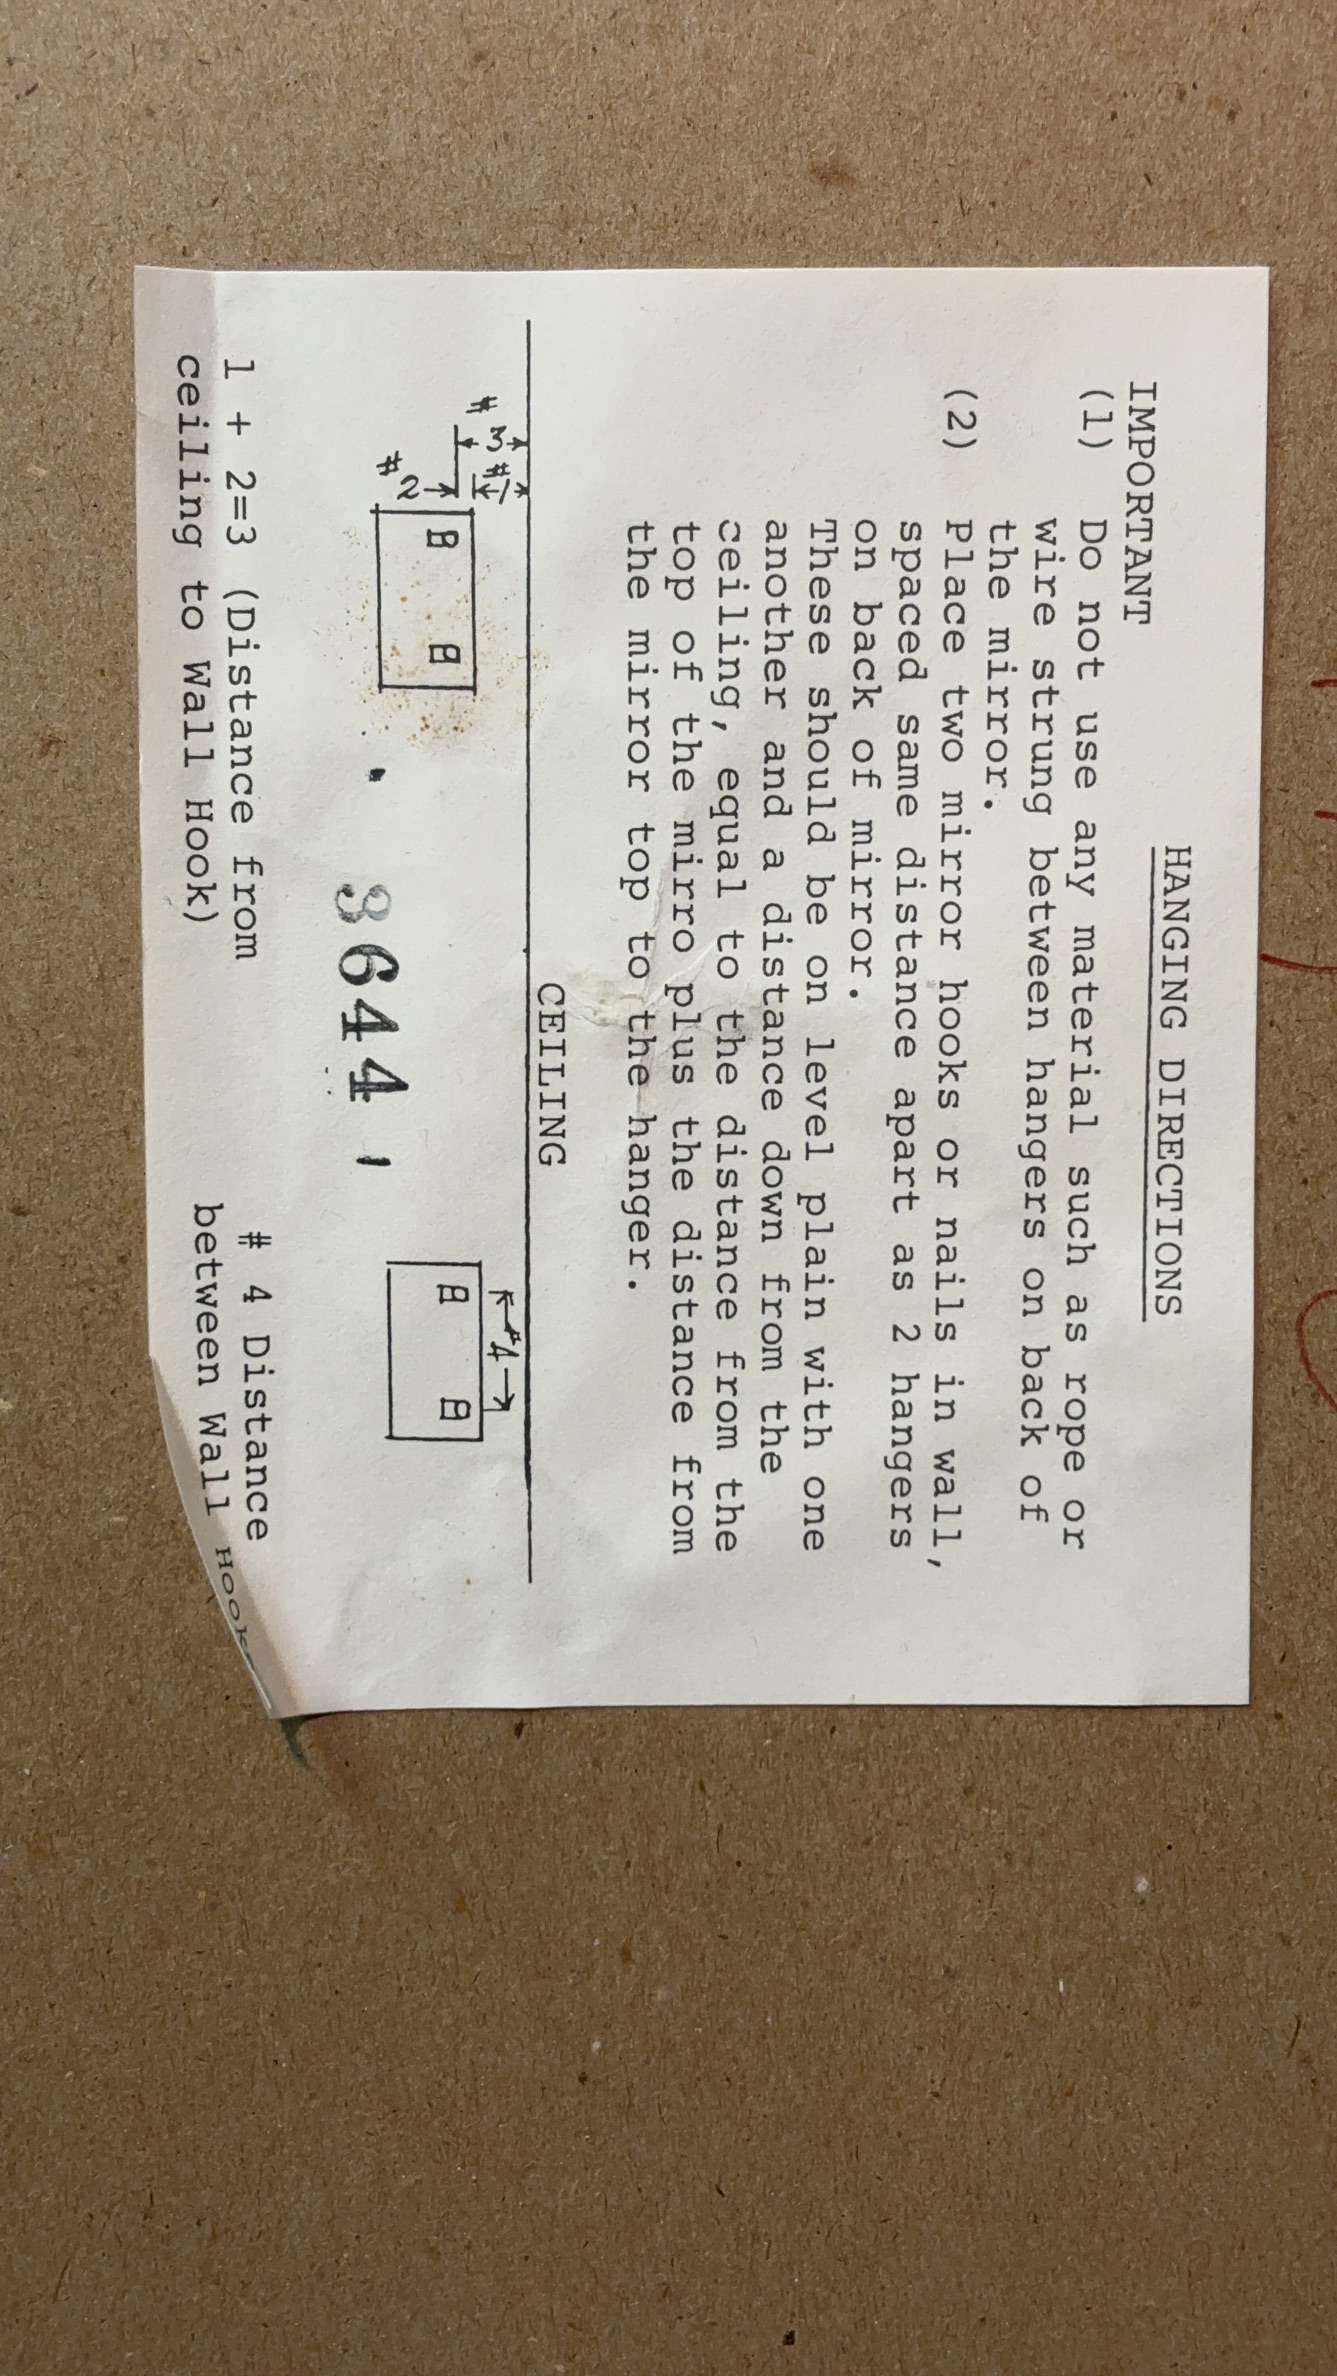 HANGING DIRECTIONS
IMPORTANT
(1) Do not use any material such as rope or
wire strung between hangers on back of
the mirror.
(2) Place two mirror hooks or nails in wall,
spaced same distance apart as 2 hangers
on back of mirror.
These should be on level plain with one
another and a distance down from the
ceiling, equal to the distance from the
top of the mirro plus the distance from
the mirror top to the hanger.
CEILING
# 3 #1
#2
#4
3644
1 + 2=3 (Distance from
ceiling to Wall Hook)
# 4 Distance
between Wall Hook